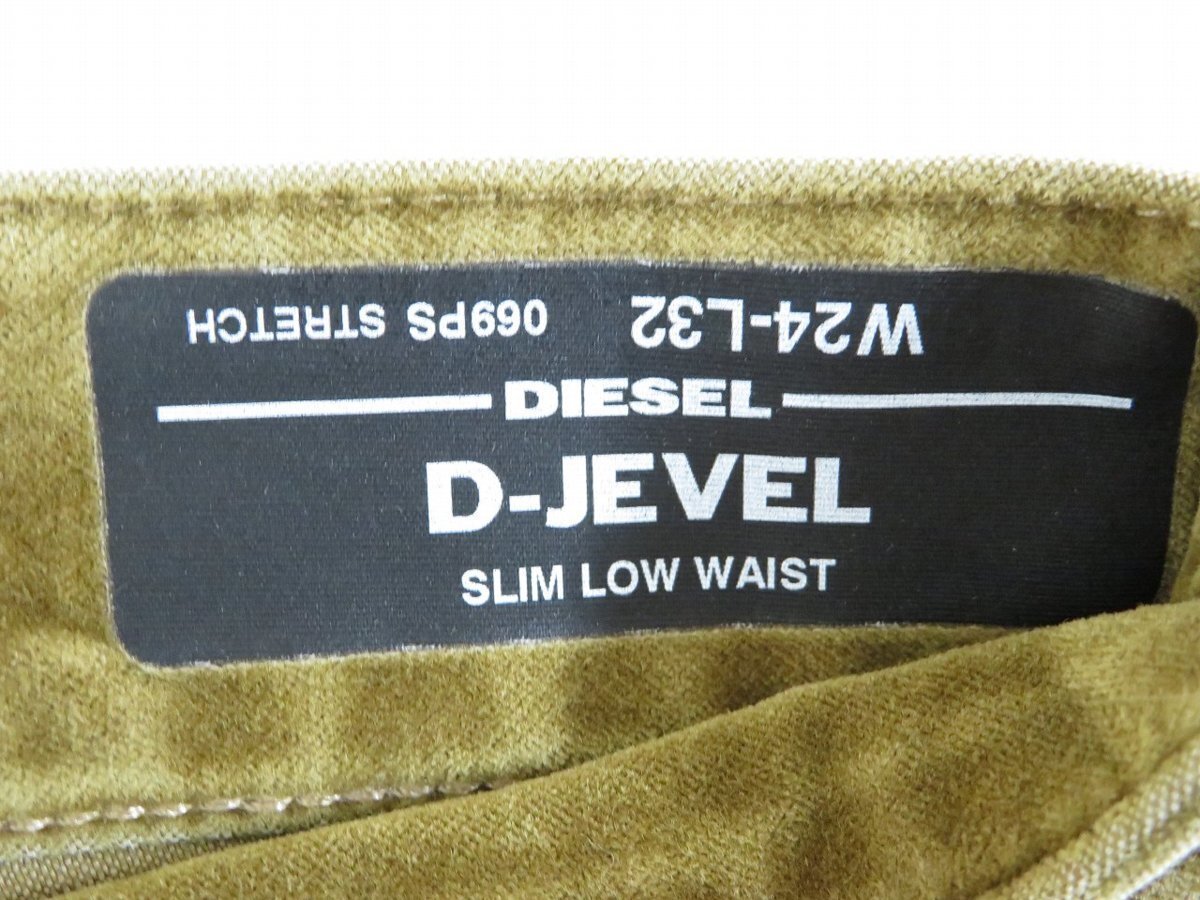 W24-L32 069PS STRETCH
DIESEL
D-JEVEL
SLIM LOW WAIST